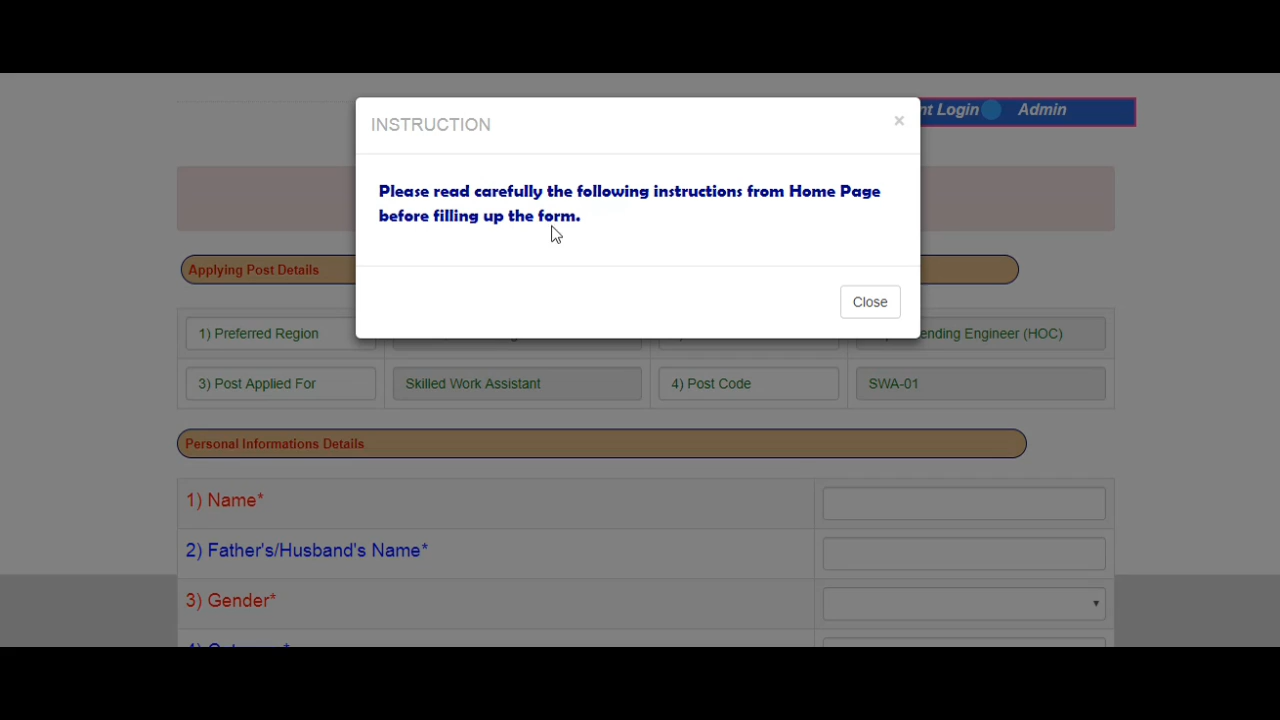 nt Login Admin
INSTRUCTION ×
Please read carefully the following instructions from Home Page
before filling up the form.
Close
Applying Post Details
1) Preferred Region ending Engineer (HOC)
3) Post Applied For Skilled Work Assistant 4) Post Code SWA-01
Personal Informations Details
1) Name*
2) Father's/Husband's Name*
3) Gender*